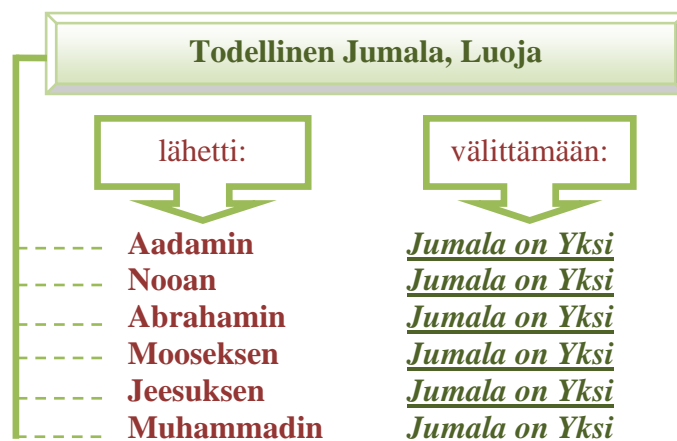 Todellinen Jumala, Luoja
lähetti: välittämään:
Aadamin Jumala on Yksi
Nooan Jumala on Yksi
Abrahamin Jumala on Yksi
Mooseksen Jumala on Yksi
Jeesuksen Jumala on Yksi
Muhammadin Jumala on Yksi